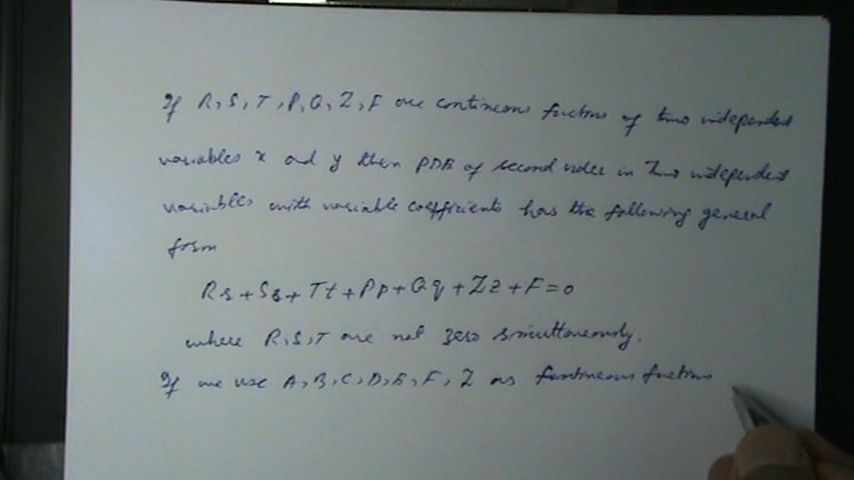 If R, S, T, P, Q, Z, F are continuous functions of two independent
variables x and y then PDE of second order in two independent
variables with variable coefficients has the following general
form
Rr + Ss + Tt + Pp + Qq + Zz + F = 0
where R, S, T are not zero simultaneously.
If we use A, B, C, D, E, F, Z as functions